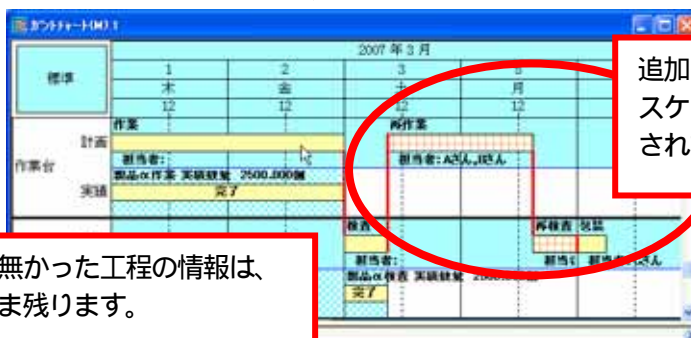 ガントチャート(M):1
2007 年 3 月
標準
1 2 3 5
木 金 土 月
12 12 12 12
追加
スケ
され
作業 再作業
計画
担当者: 担当者:Aさん,Bさん
作業台
製品α作業 実績数量 2500.000個
実績
完了
検査 再検査 包装
無かった工程の情報は、
ま残ります。
担当者: 担当者
製品α検査 実績数量
完了